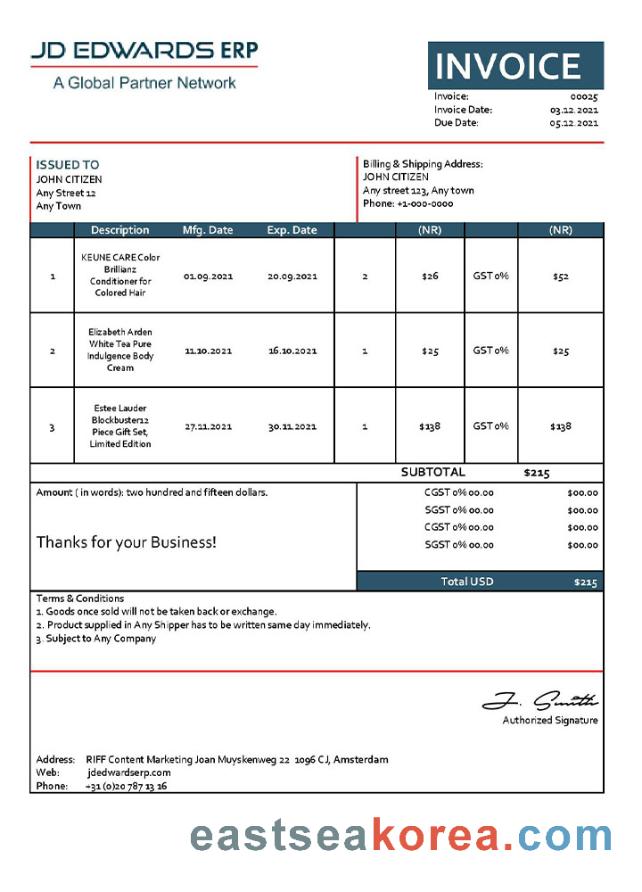 JD EDWARDS ERP
A Global Partner Network
INVOICE
Invoice: 00025
Invoice Date: 03.12.2021
Due Date: 05.12.2021
ISSUED TO
JOHN CITIZEN
Any Street 12
Any Town
Billing & Shipping Address:
JOHN CITIZEN
Any street 123, Any town
Phone: +1-000-0000
Description Mfg. Date Exp. Date (NR) (NR)
KEUNE CARE Color
Brillianz
1 Conditioner for 01.09.2021 20.09.2021 2 $26 GST 0% $52
Colored Hair
Elizabeth Arden
White Tea Pure
2 Indulgence Body 11.10.2021 16.10.2021 1 $25 GST 0% $25
Cream
Estee Lauder
Blockbuster12
3 Piece Gift Set, 27.11.2021 30.11.2021 1 $138 GST 0% $138
Limited Edition
SUBTOTAL $215
Amount ( in words): two hundred and fifteen dollars.
CGST 0% 00.00 $00.00
SGST 0% 00.00 $00.00
CGST 0% 00.00 $00.00
SGST 0% 00.00 $00.00
Thanks for your Business!
Total USD $215
Terms & Conditions
1. Goods once sold will not be taken back or exchange.
2. Product supplied in Any Shipper has to be written same day immediately.
3. Subject to Any Company
J. Smith
Authorized Signature
Address: RIFF Content Marketing Joan Muyskenweg 22 1096 CJ, Amsterdam
Web: jdedwardserp.com
Phone: +31 (0)20 787 13 16
eastseakorea.com